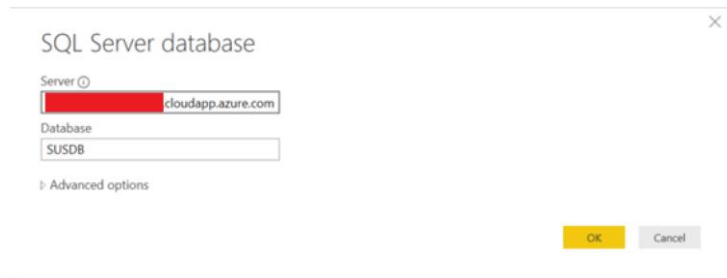 SQL Server database
Server
cloudapp.azure.com
Database
SUSDB
Advanced options
OK
Cancel